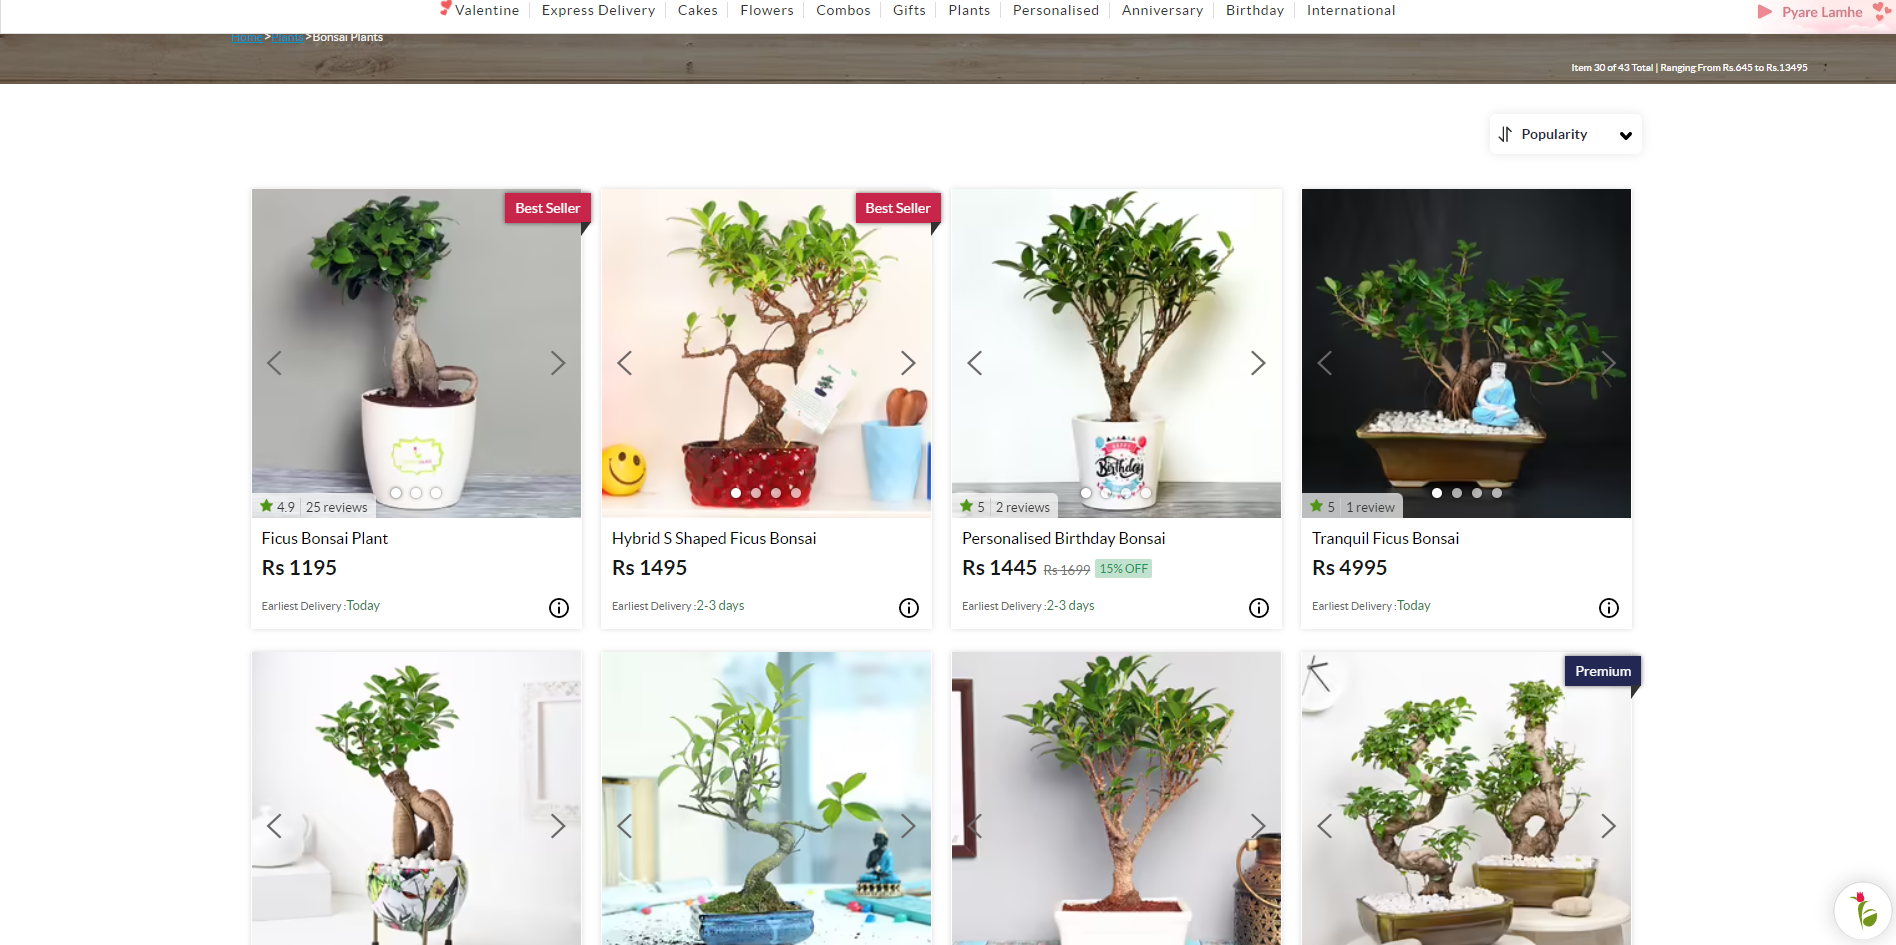 Valentine
Express Delivery
Cakes
Flowers
Combos
Gifts
Plants
Personalised
Anniversary
Birthday
International
Pyare Lamhe
Home > Plants > Bonsai Plants
Item 30 of 43 Total | Ranging From Rs.645 to Rs.13495
Popularity
Best Seller
4.9 25 reviews
Ficus Bonsai Plant
Rs 1195
Earliest Delivery :Today
Best Seller
Hybrid S Shaped Ficus Bonsai
Rs 1495
Earliest Delivery :2-3 days
Birthday
5 2 reviews
Personalised Birthday Bonsai
Rs 1445 Rs 1699 15% OFF
Earliest Delivery :2-3 days
5 1 review
Tranquil Ficus Bonsai
Rs 4995
Earliest Delivery :Today
Premium